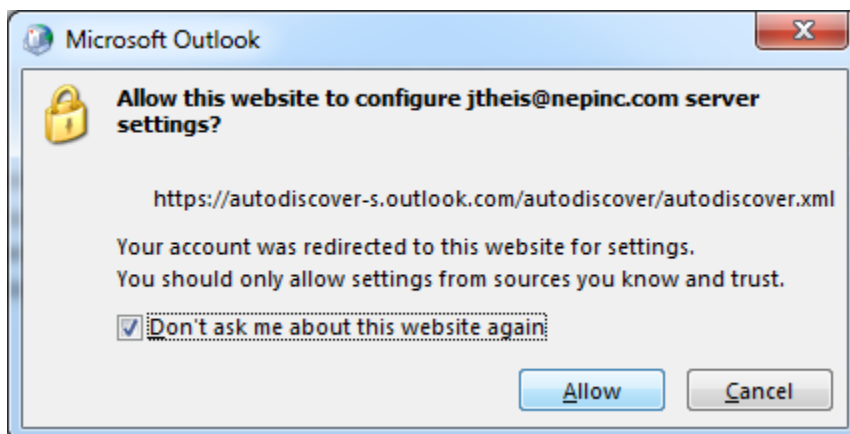 Microsoft Outlook
Allow this website to configure jtheis@nepinc.com server
settings?
https://autodiscover-s.outlook.com/autodiscover/autodiscover.xml
Your account was redirected to this website for settings.
You should only allow settings from sources you know and trust.
Don't ask me about this website again
Allow Cancel